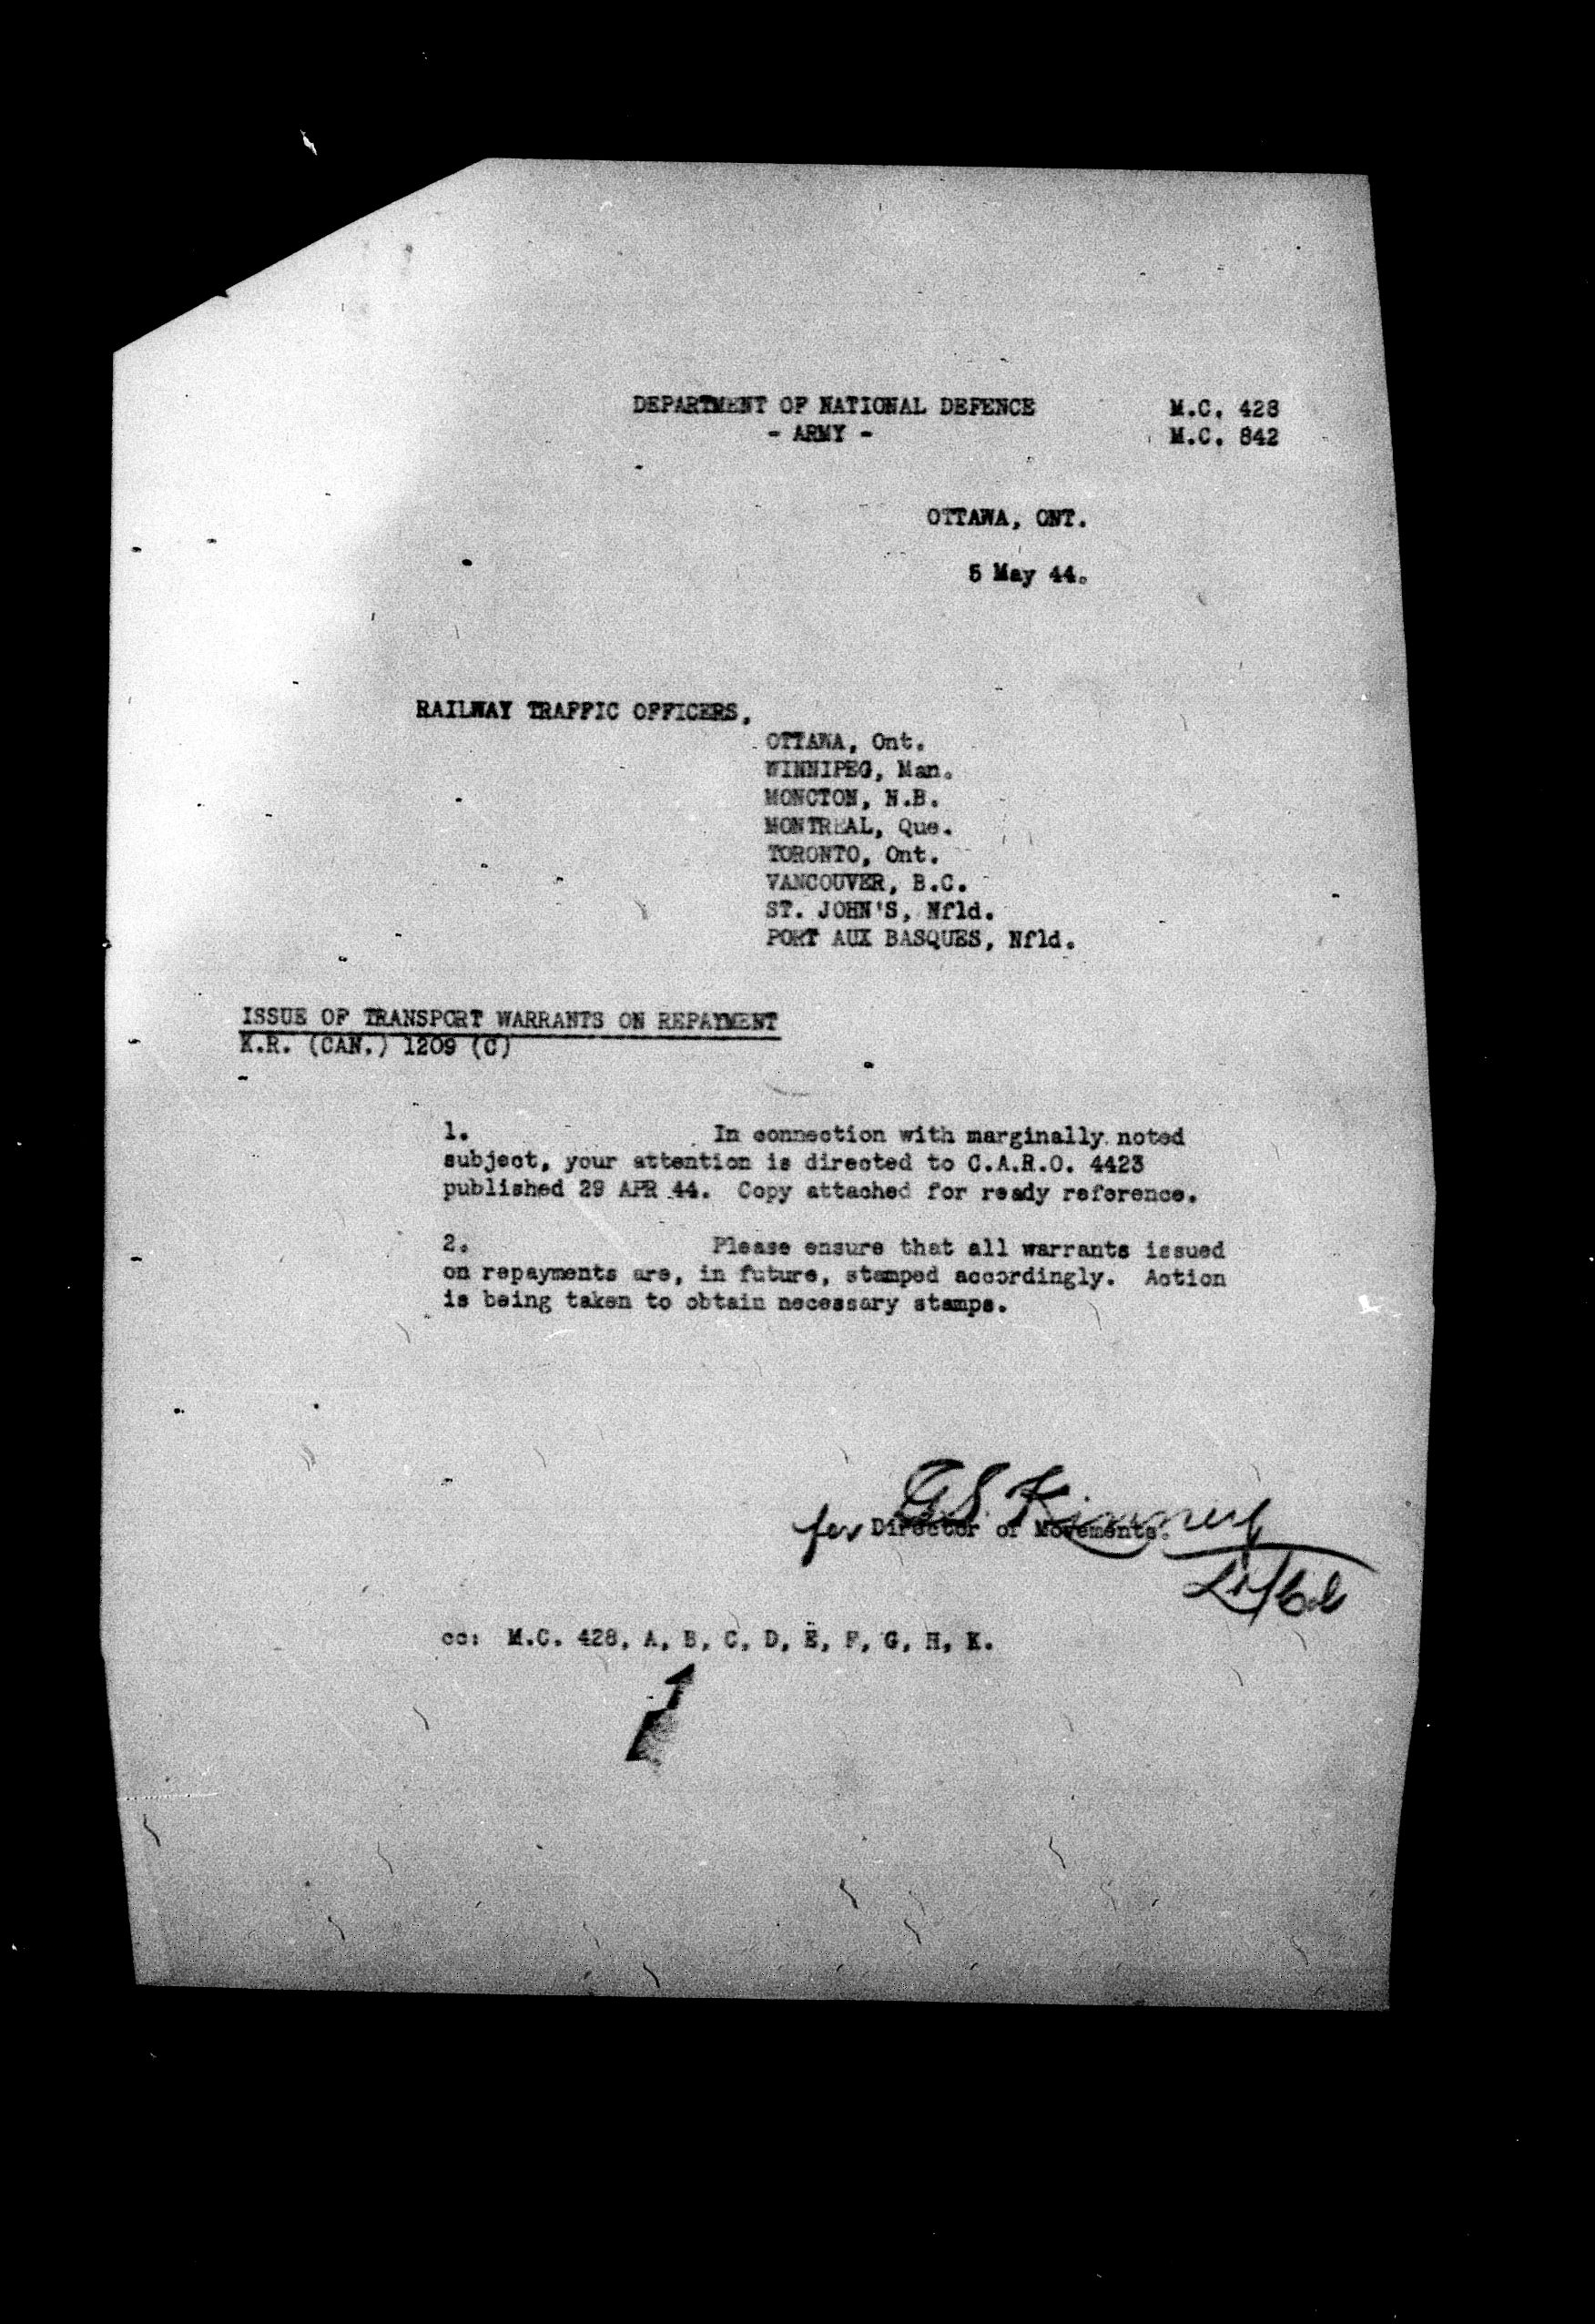 DEPARTMENT OF NATIONAL DEFENCE M.C. 428
- ARMY - M.C. 842
OTTAWA, ONT.
5 May 44.
RAILWAY TRAFFIC OFFICERS,
OTTAWA, Ont.
WINNIPEG, Man.
MONCTON, N.B.
MONTREAL, Que.
TORONTO, Ont.
VANCOUVER, B.C.
ST. JOHN'S, Nfld.
PORT AUX BASQUES, Nfld.
ISSUE OF TRANSPORT WARRANTS ON REPAYMENT
K.R. (CAN.) 1209 (C)
1. In connection with marginally noted
subject, your attention is directed to C.A.R.O. 4423
published 29 APR 44. Copy attached for ready reference.
2. Please ensure that all warrants issued
on repayments are, in future, stamped accordingly. Action
is being taken to obtain necessary stamps.
for Director of Movements.
Lt/Col
cc: M.C. 428, A, B, C, D, E, F, G, H, K.